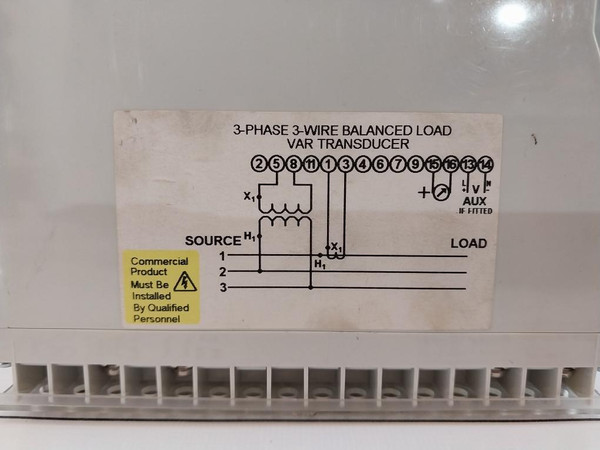 3-PHASE 3-WIRE BALANCED LOAD
VAR TRANSDUCER
2 5 8 11 1 3 4 6 7 9 15 16 13 14
+ L V N
X1 AUX
IF FITTED
SOURCE H1 X1 LOAD
1 H1
2
3
Commercial
Product
Must Be
Installed
By Qualified
Personnel